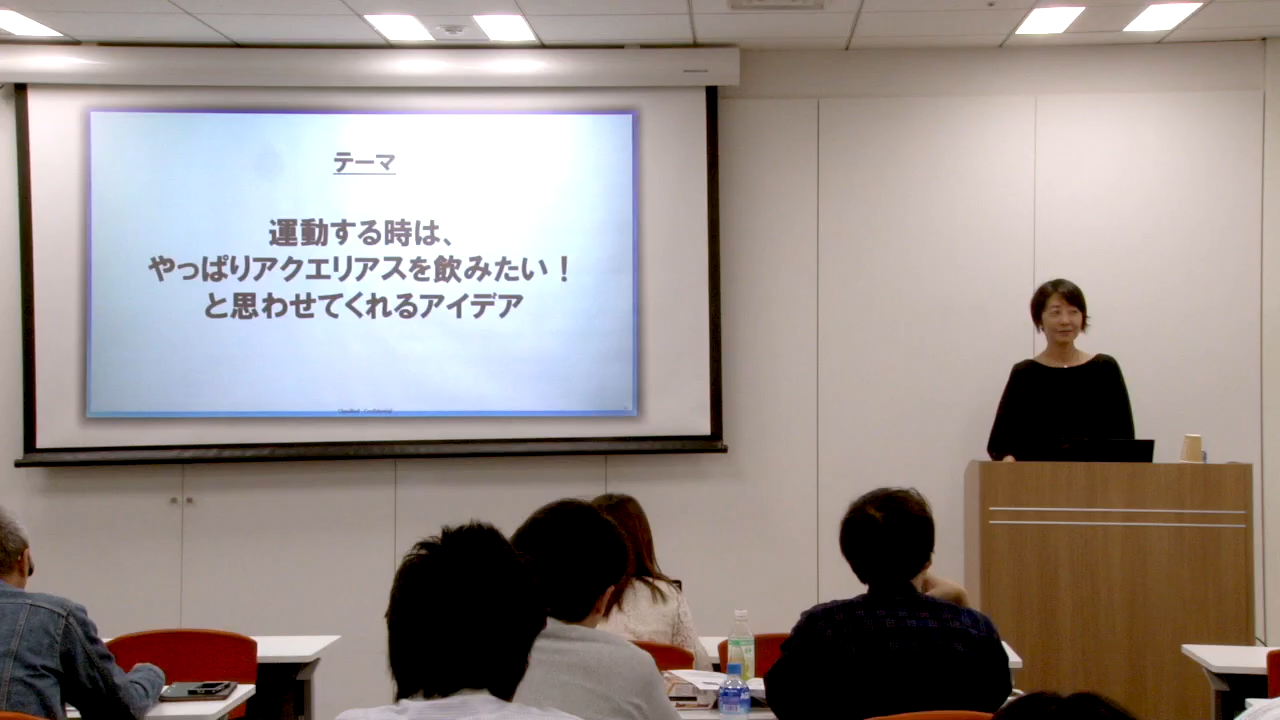 テーマ
運動する時は、
やっぱりアクエリアスを飲みたい！
と思わせてくれるアイデア